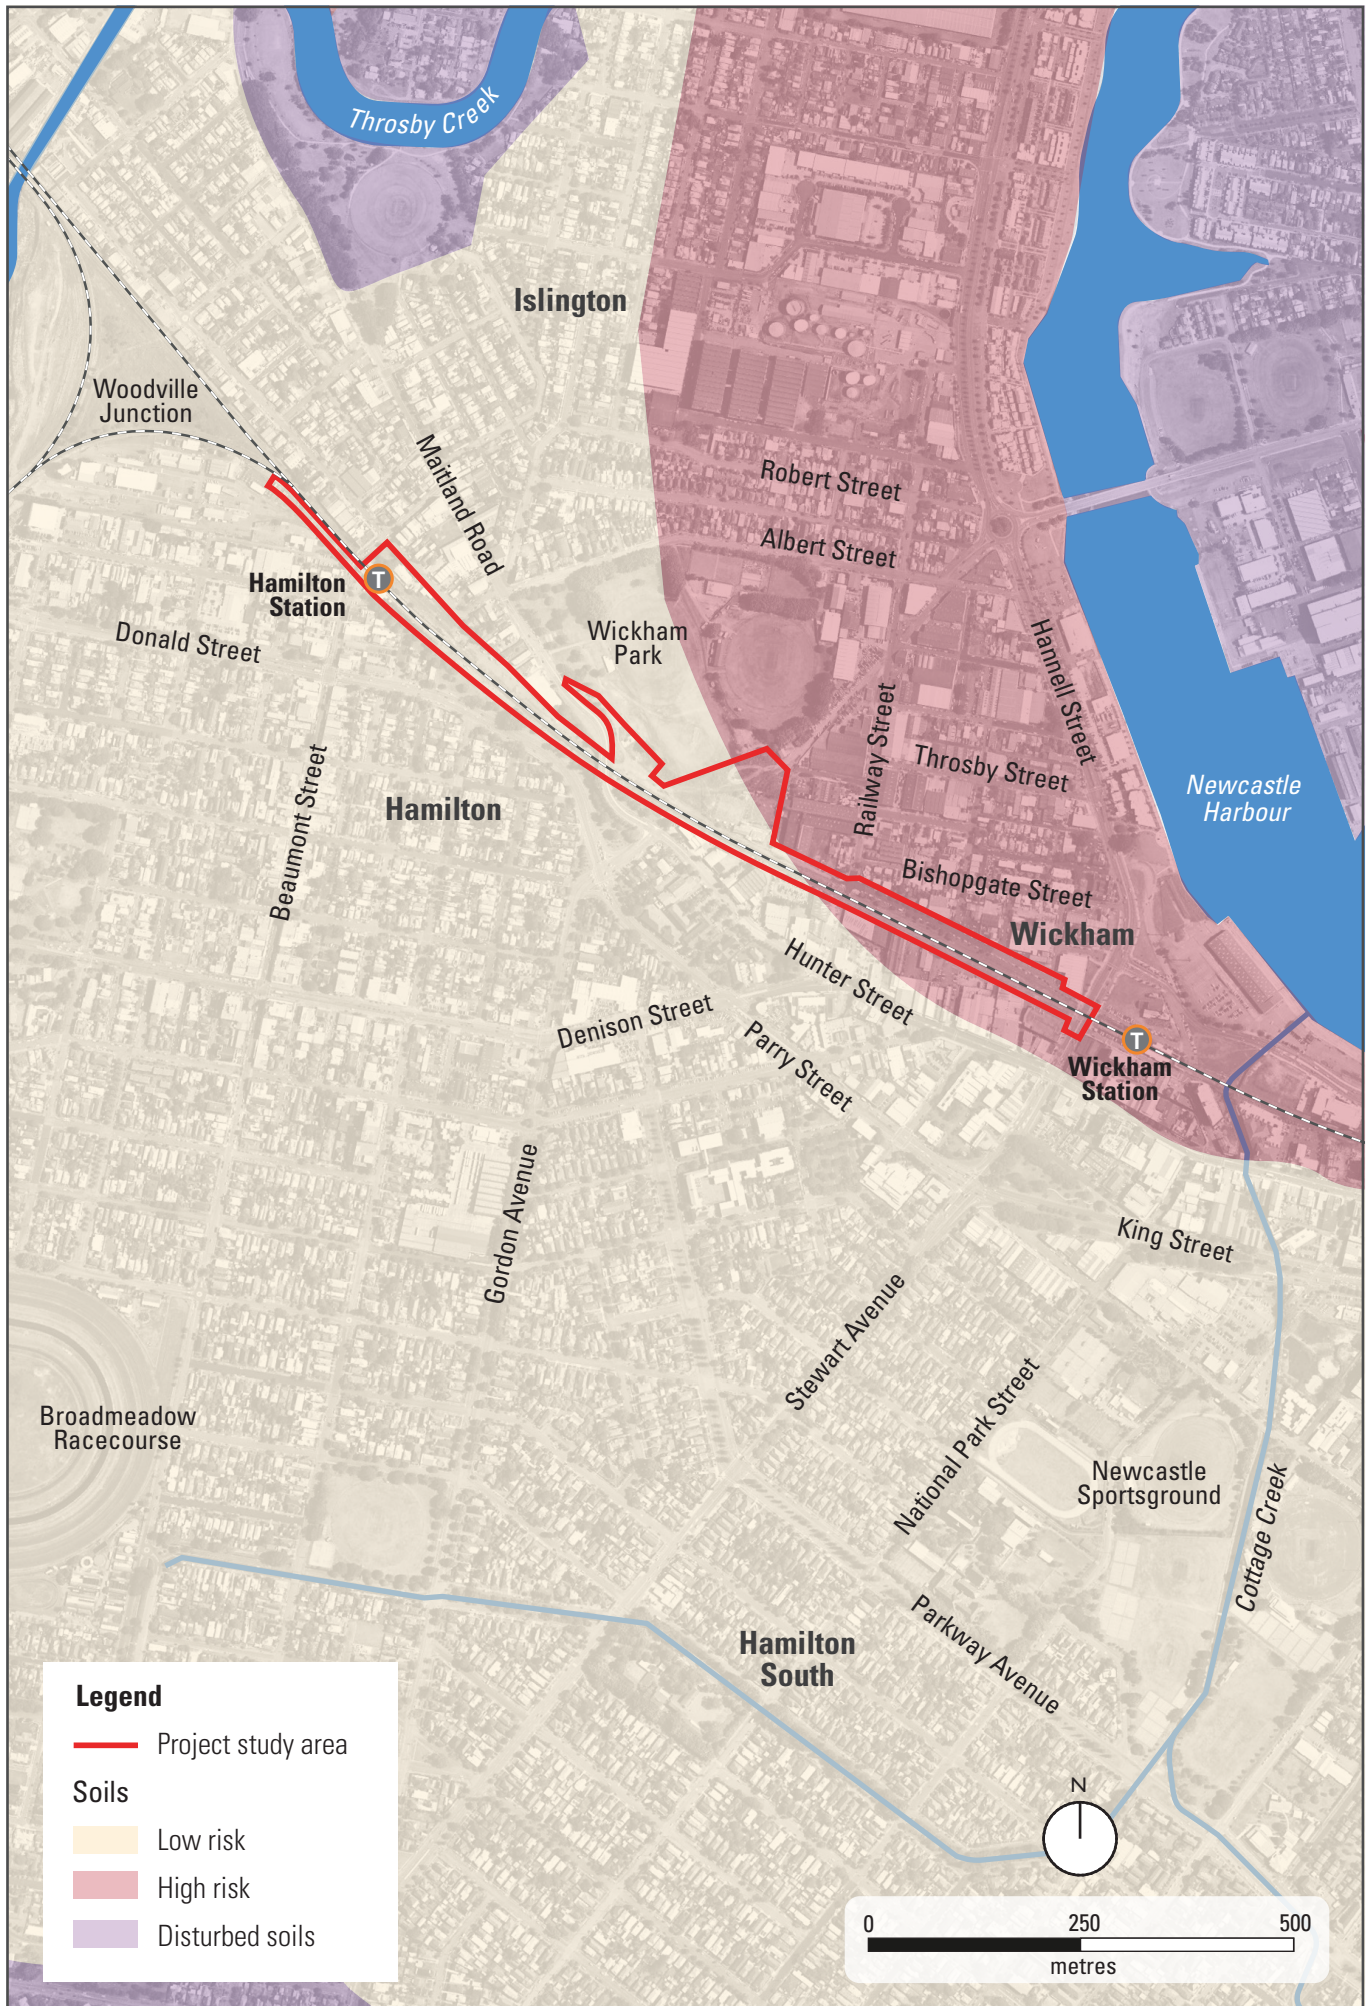 Throsby Creek
Islington
Woodville
Junction
Maitland Road
Robert Street
Albert Street
Hamilton
Station
T
Donald Street
Wickham
Park
Hannell Street
Railway Street
Throsby Street
Newcastle
Harbour
Beaumont Street
Hamilton
Bishopgate Street
Wickham
Hunter Street
Denison Street
Parry Street
T
Wickham
Station
Gordon Avenue
King Street
Stewart Avenue
National Park Street
Broadmeadow
Racecourse
Newcastle
Sportsground
Cottage Creek
Parkway Avenue
Hamilton
South
Legend
Project study area
Soils
Low risk
High risk
Disturbed soils
N
0 250 500
metres